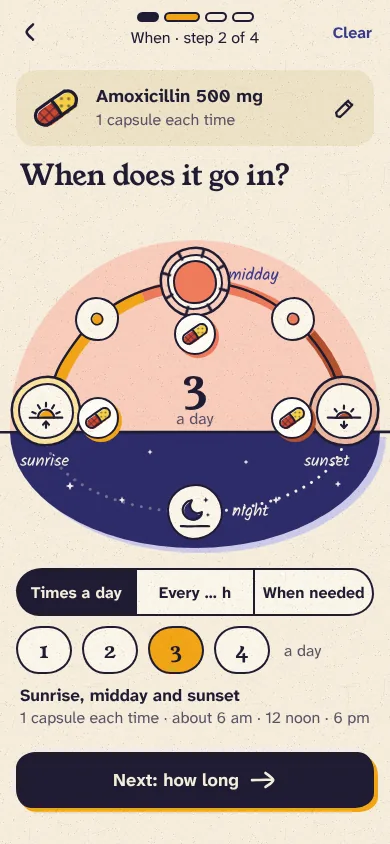 When · step 2 of 4
Clear
Amoxicillin 500 mg
1 capsule each time
When does it go in?
midday
3
a day
sunrise
sunset
night
Times a day
Every ... h
When needed
1
2
3
4
a day
Sunrise, midday and sunset
1 capsule each time · about 6 am · 12 noon · 6 pm
Next: how long